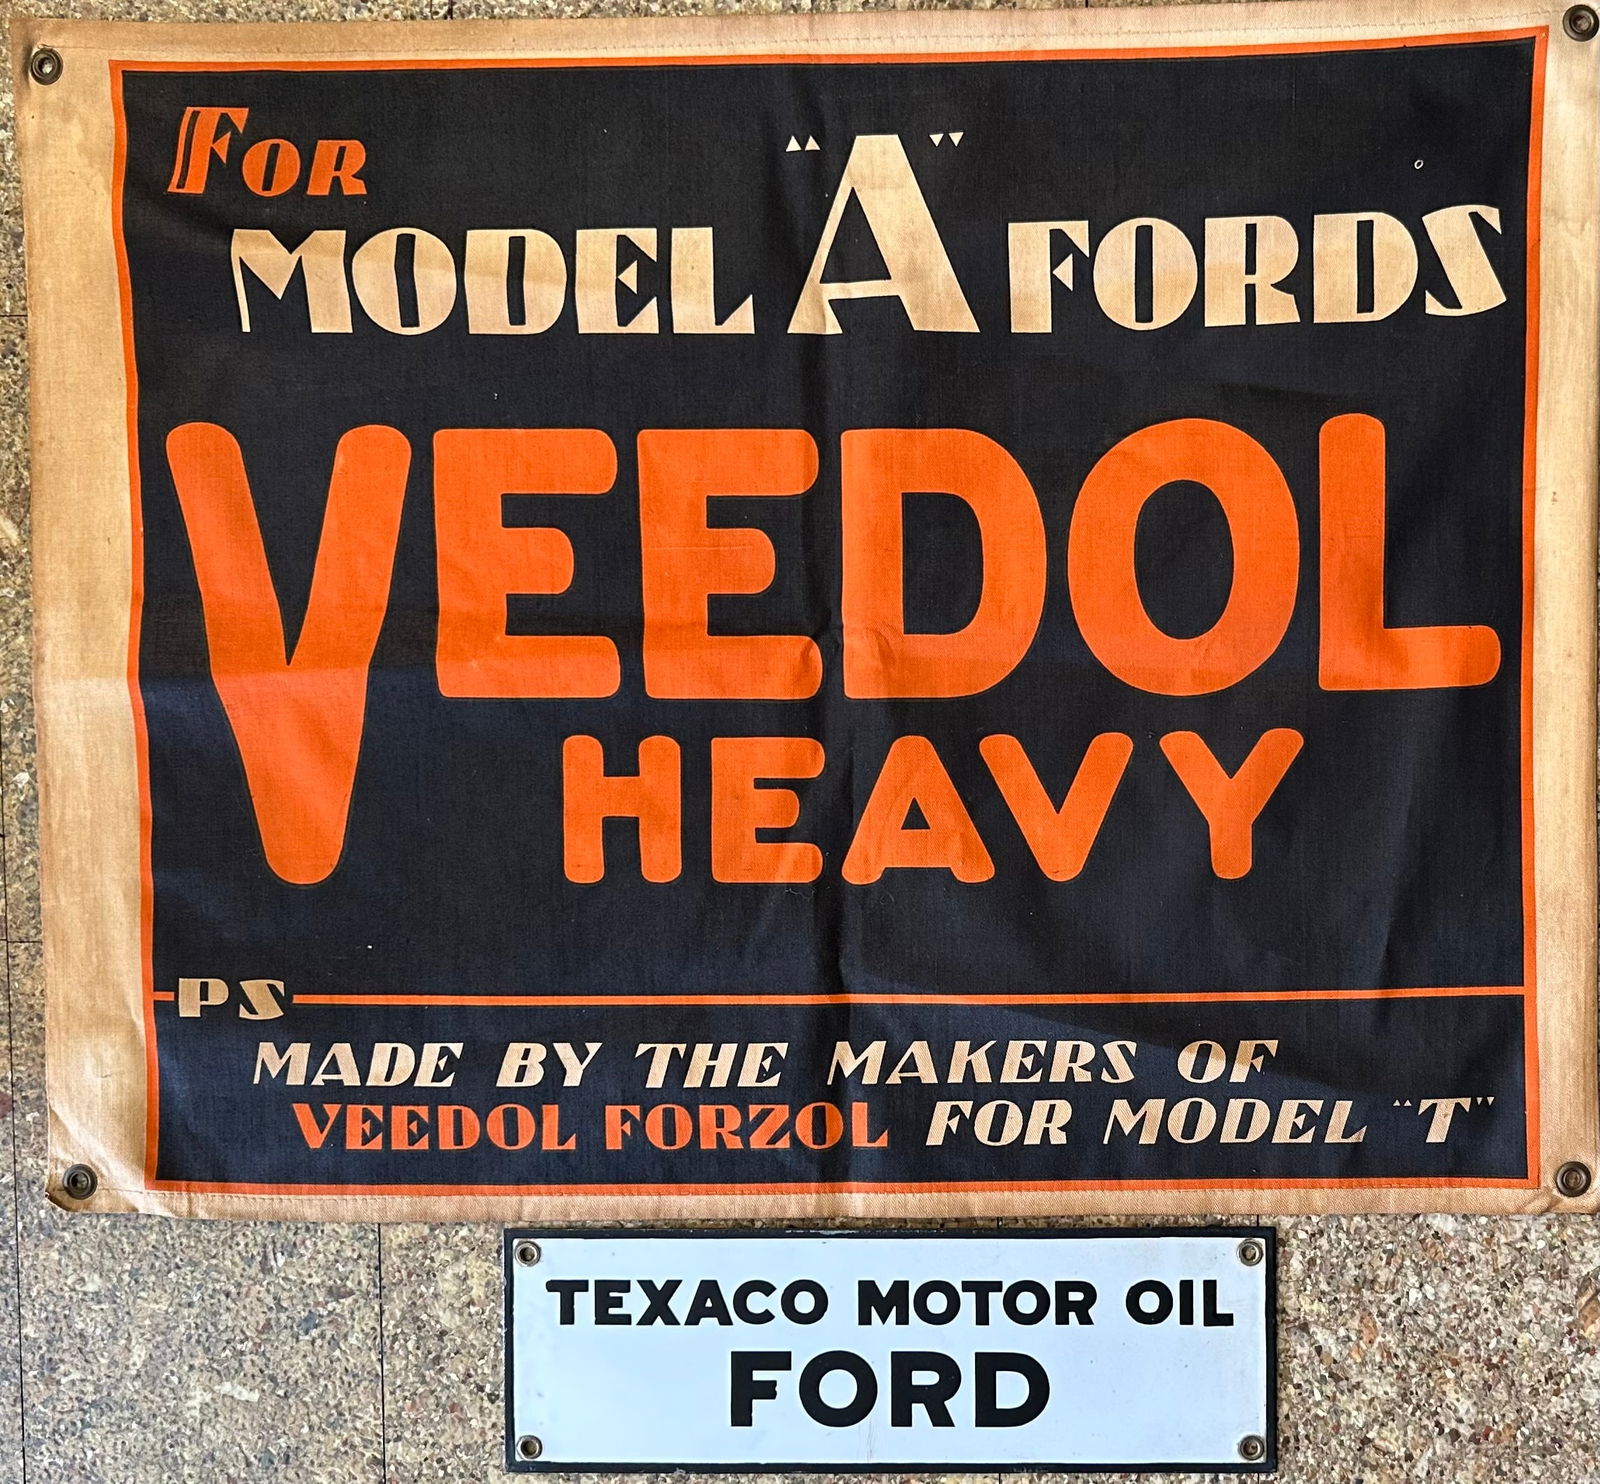 FOR
MODEL "A" FORDS
VEEDOL
HEAVY
PS
MADE BY THE MAKERS OF
VEEDOL FORZOL FOR MODEL "T"
TEXACO MOTOR OIL
FORD